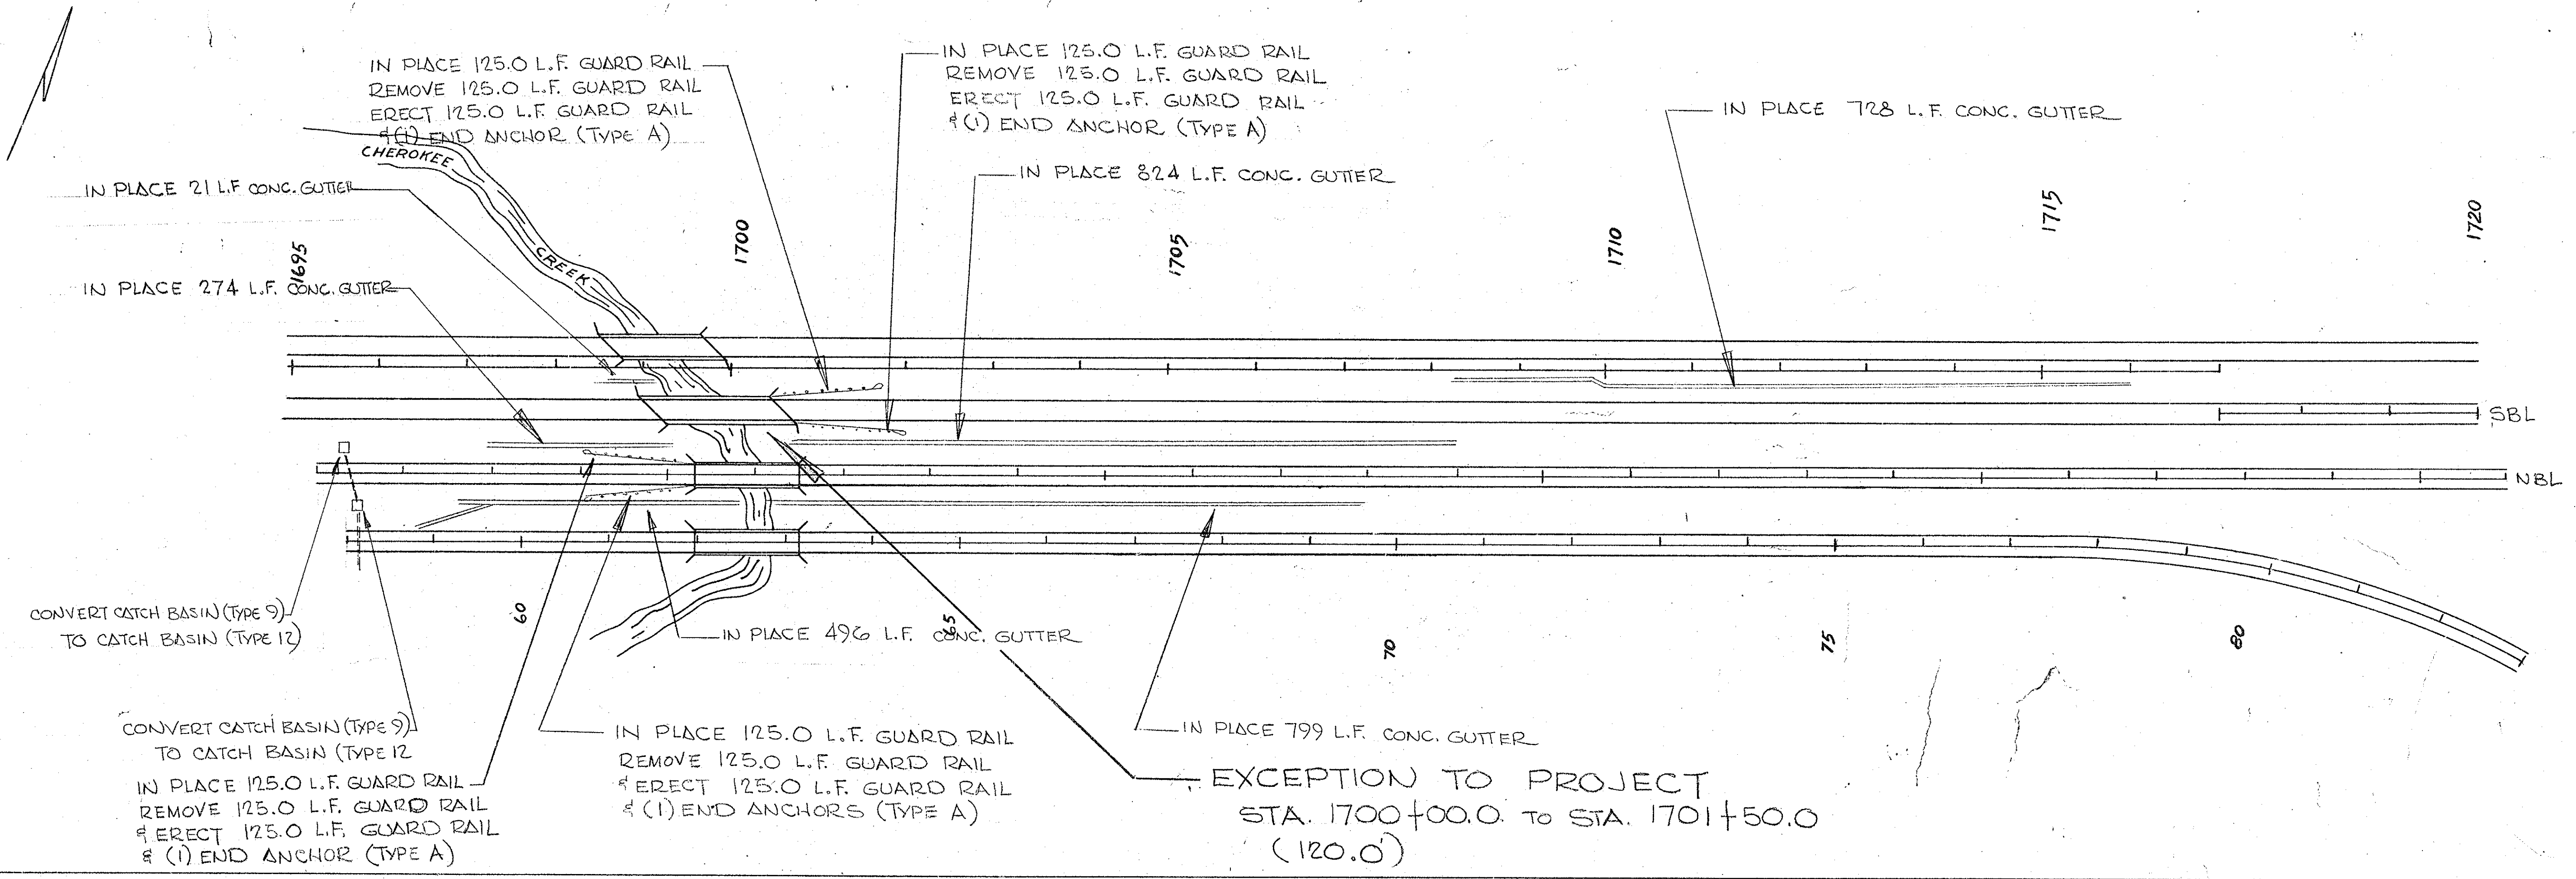 IN PLACE 125.0 L.F. GUARD RAIL
REMOVE 125.0 L.F. GUARD RAIL
ERECT 125.0 L.F. GUARD RAIL
& (1) END ANCHOR (TYPE A)
IN PLACE 125.0 L.F. GUARD RAIL
REMOVE 125.0 L.F. GUARD RAIL
ERECT 125.0 L.F. GUARD RAIL
& (1) END ANCHOR (TYPE A)
IN PLACE 728 L.F. CONC. GUTTER
CHEROKEE
CREEK
IN PLACE 21 L.F. CONC. GUTTER
IN PLACE 824 L.F. CONC. GUTTER
IN PLACE 274 L.F. CONC. GUTTER
1695
1700
1705
1710
1715
1720
SBL
NBL
60
65
70
75
80
CONVERT CATCH BASIN (TYPE 9)
TO CATCH BASIN (TYPE 12)
IN PLACE 496 L.F. CONC. GUTTER
CONVERT CATCH BASIN (TYPE 9)
TO CATCH BASIN (TYPE 12
IN PLACE 125.0 L.F. GUARD RAIL
REMOVE 125.0 L.F. GUARD RAIL
& ERECT 125.0 L.F. GUARD RAIL
& (1) END ANCHOR (TYPE A)
IN PLACE 125.0 L.F. GUARD RAIL
REMOVE 125.0 L.F. GUARD RAIL
& ERECT 125.0 L.F. GUARD RAIL
& (1) END ANCHORS (TYPE A)
IN PLACE 799 L.F. CONC. GUTTER
EXCEPTION TO PROJECT
STA. 1700+00.0 TO STA. 1701+50.0
(120.0')